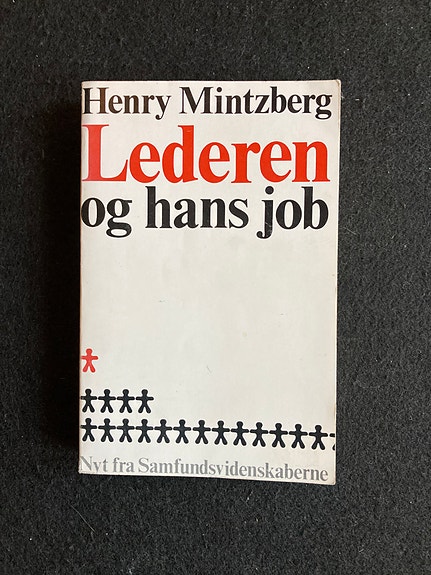 Henry Mintzberg
Lederen
og hans job
Nyt fra Samfundsvidenskaberne